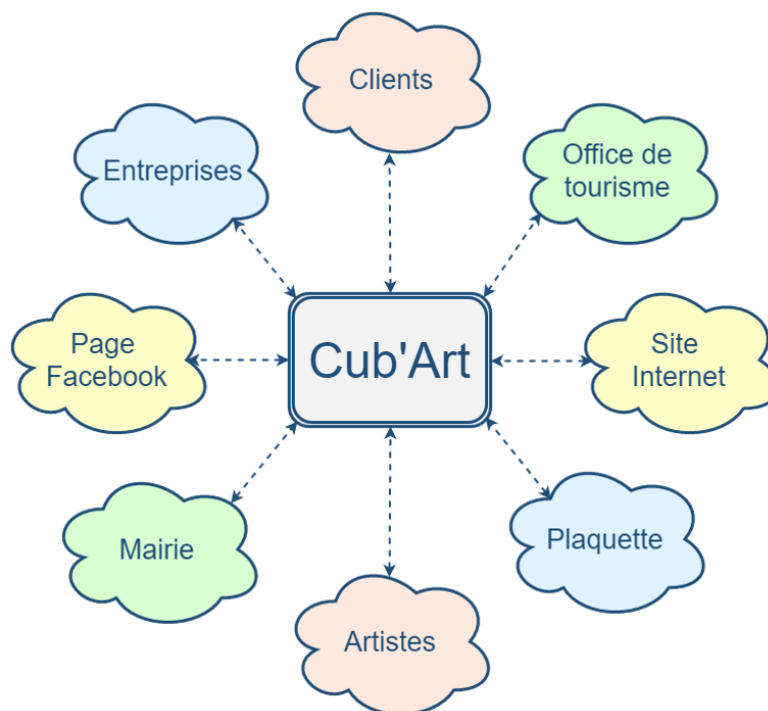 Clients
Entreprises
Office de
tourisme
Page
Facebook
Cub'Art
Site
Internet
Mairie
Plaquette
Artistes